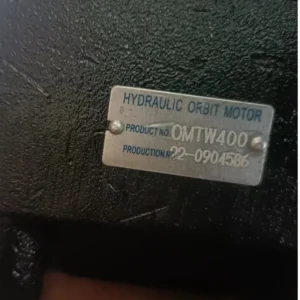 HYDRAULIC ORBIT MOTOR
PRODUCT NO. OMTW400
PRODUCTION 22-0904586